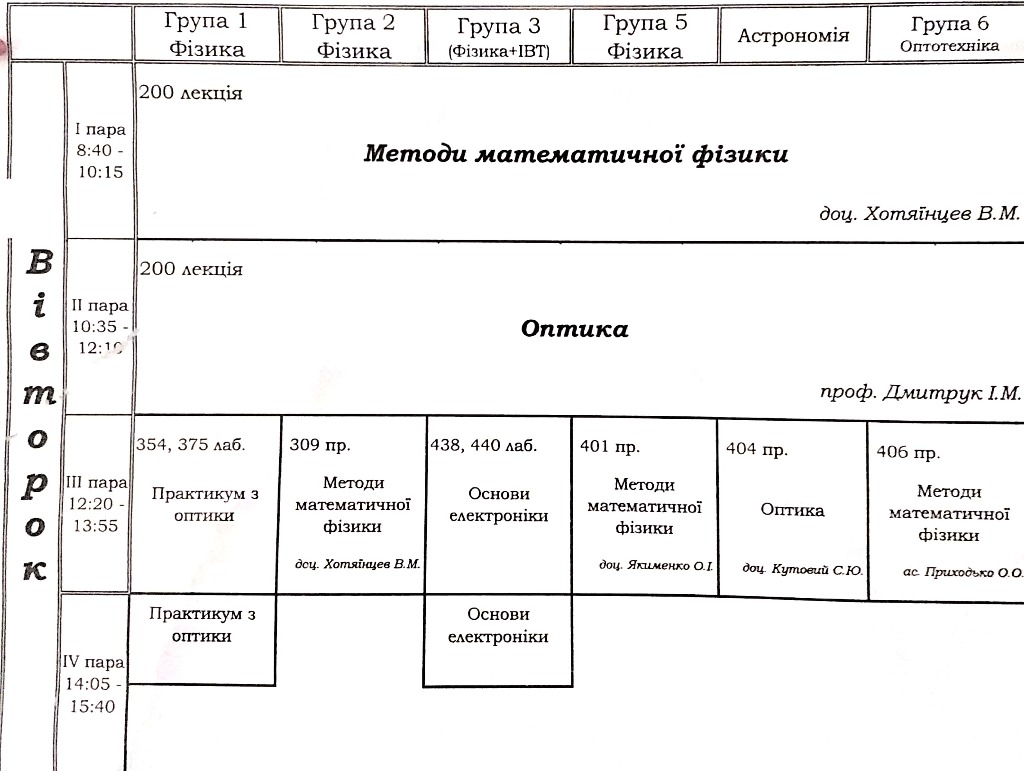 Група 1
Фізика
Група 2
Фізика
Група 3
(Фізика+ІВТ)
Група 5
Фізика
Астрономія
Група 6
Оптотехніка
Вівторок
І пара
8:40 -
10:15
200 лекція
Методи математичної фізики
доц. Хотяїнцев В.М.
ІІ пара
10:35 -
12:10
200 лекція
Оптика
проф. Дмитрук І.М.
ІІІ пара
12:20 -
13:55
354, 375 лаб.
Практикум з
оптики
309 пр.
Методи
математичної
фізики
доц. Хотяїнцев В.М.
438, 440 лаб.
Основи
електроніки
401 пр.
Методи
математичної
фізики
доц. Якименко О.І.
404 пр.
Оптика
доц. Кутовий С.Ю.
406 пр.
Методи
математичної
фізики
ас. Приходько О.О.
IV пара
14:05 -
15:40
Практикум з
оптики
Основи
електроніки